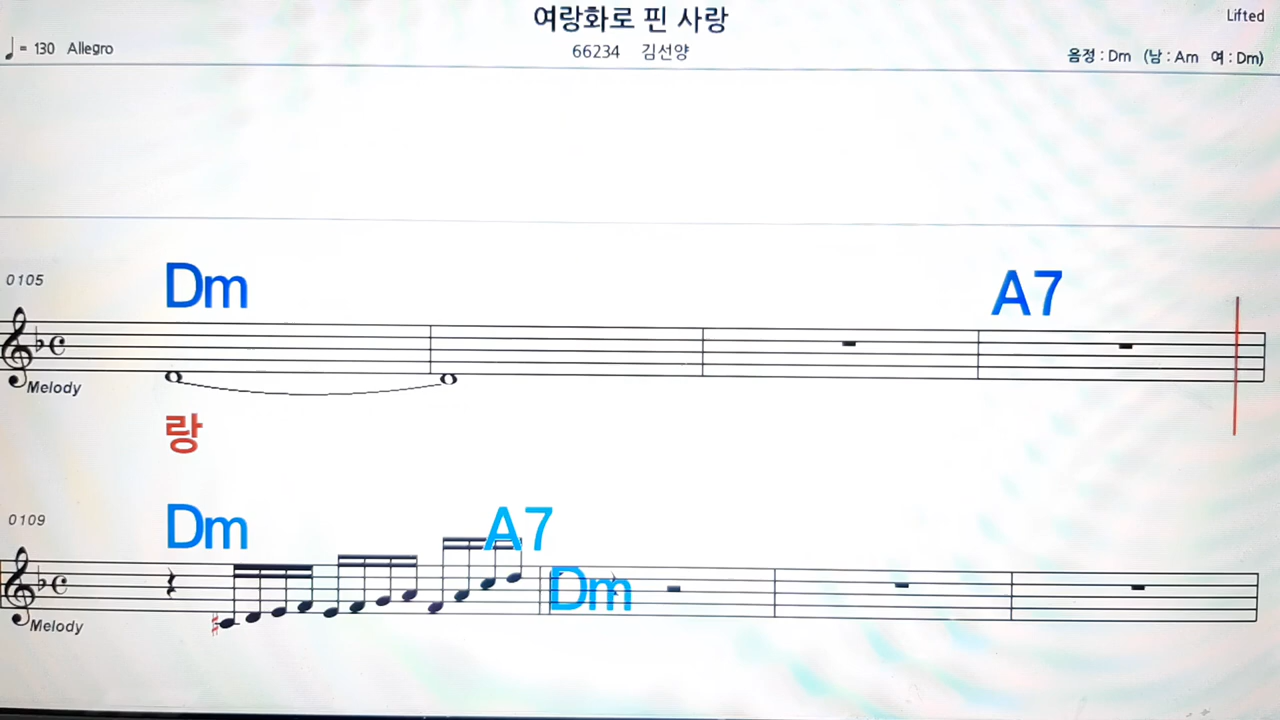 여랑화로 핀 사랑
Lifted
♩ = 130 Allegro
66234 김선양
음정 : Dm (남 : Am 여 : Dm)
0105
Dm
A7
Melody
랑
0109
Dm
A7
Dm
Melody